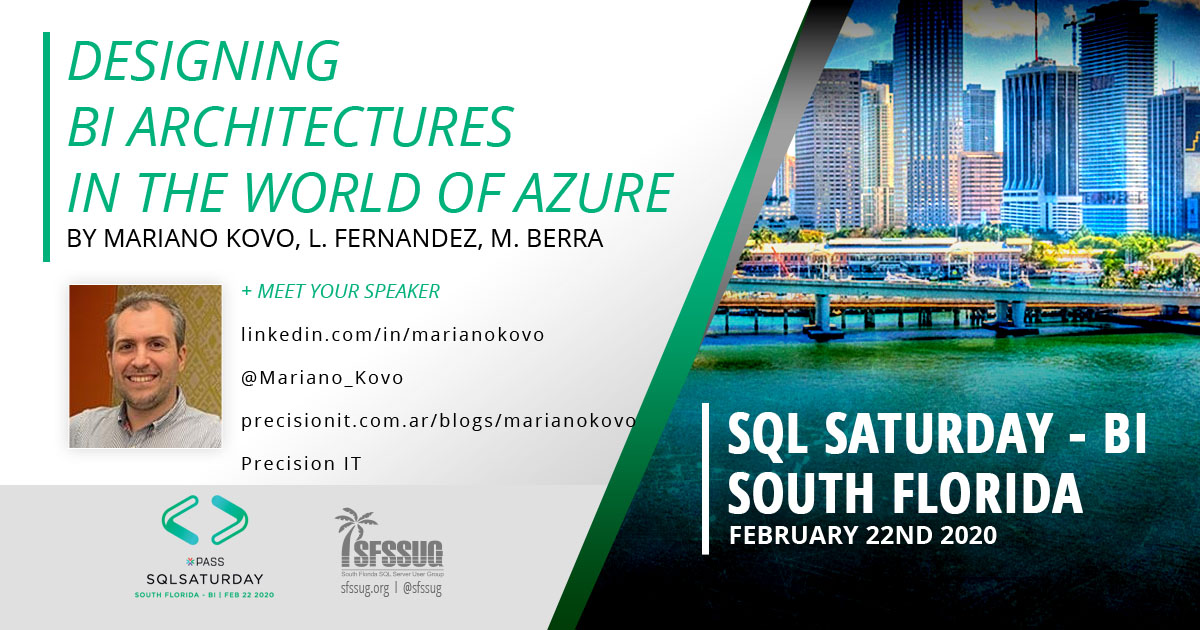 DESIGNING
BI ARCHITECTURES
IN THE WORLD OF AZURE
BY MARIANO KOVO, L. FERNANDEZ, M. BERRA
+ MEET YOUR SPEAKER
linkedin.com/in/marianokovo
@Mariano_Kovo
precisionit.com.ar/blogs/marianokovo
Precision IT
PASS
SQLSATURDAY
SOUTH FLORIDA - BI | FEB 22 2020
SFSSUG
South Florida SQL Server User Group
sfssug.org | @sfssug
SQL SATURDAY - BI
SOUTH FLORIDA
FEBRUARY 22ND 2020